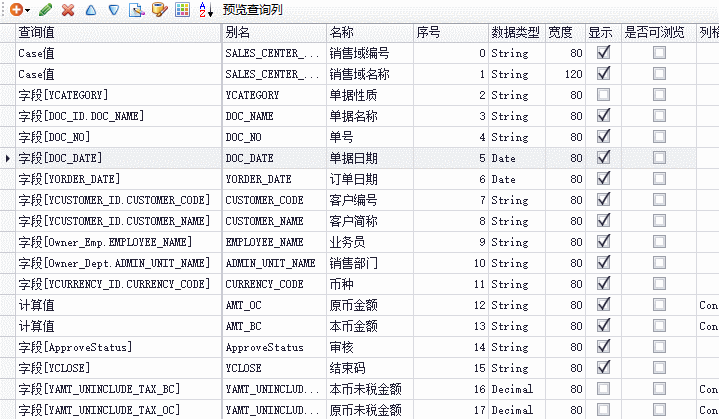 预览查询列
查询值 别名 名称 序号 数据类型 宽度 显示 是否可浏览 列格
Case值 SALES_CENTER_... 销售域编号 0 String 80
Case值 SALES_CENTER_... 销售域名称 1 String 120
字段[YCATEGORY] YCATEGORY 单据性质 2 String 80
字段[DOC_ID.DOC_NAME] DOC_NAME 单据名称 3 String 80
字段[DOC_NO] DOC_NO 单号 4 String 80
字段[DOC_DATE] DOC_DATE 单据日期 5 Date 80
字段[YORDER_DATE] YORDER_DATE 订单日期 6 Date 80
字段[YCUSTOMER_ID.CUSTOMER_CODE] CUSTOMER_CODE 客户编号 7 String 80
字段[YCUSTOMER_ID.CUSTOMER_NAME] CUSTOMER_NAME 客户简称 8 String 80
字段[Owner_Emp.EMPLOYEE_NAME] EMPLOYEE_NAME 业务员 9 String 80
字段[Owner_Dept.ADMIN_UNIT_NAME] ADMIN_UNIT_NAME 销售部门 10 String 80
字段[YCURRENCY_ID.CURRENCY_CODE] CURRENCY_CODE 币种 11 String 80
计算值 AMT_OC 原币金额 12 String 80 Con
计算值 AMT_BC 本币金额 13 String 80 Con
字段[ApproveStatus] ApproveStatus 审核 14 String 80
字段[YCLOSE] YCLOSE 结束码 15 String 80
字段[YAMT_UNINCLUDE_TAX_BC] YAMT_UNINCLUD... 本币未税金额 16 Decimal 80 Con
字段[YAMT_UNINCLUDE_TAX_OC] YAMT_UNINCLUD... 原币未税金额 17 Decimal 80 Con